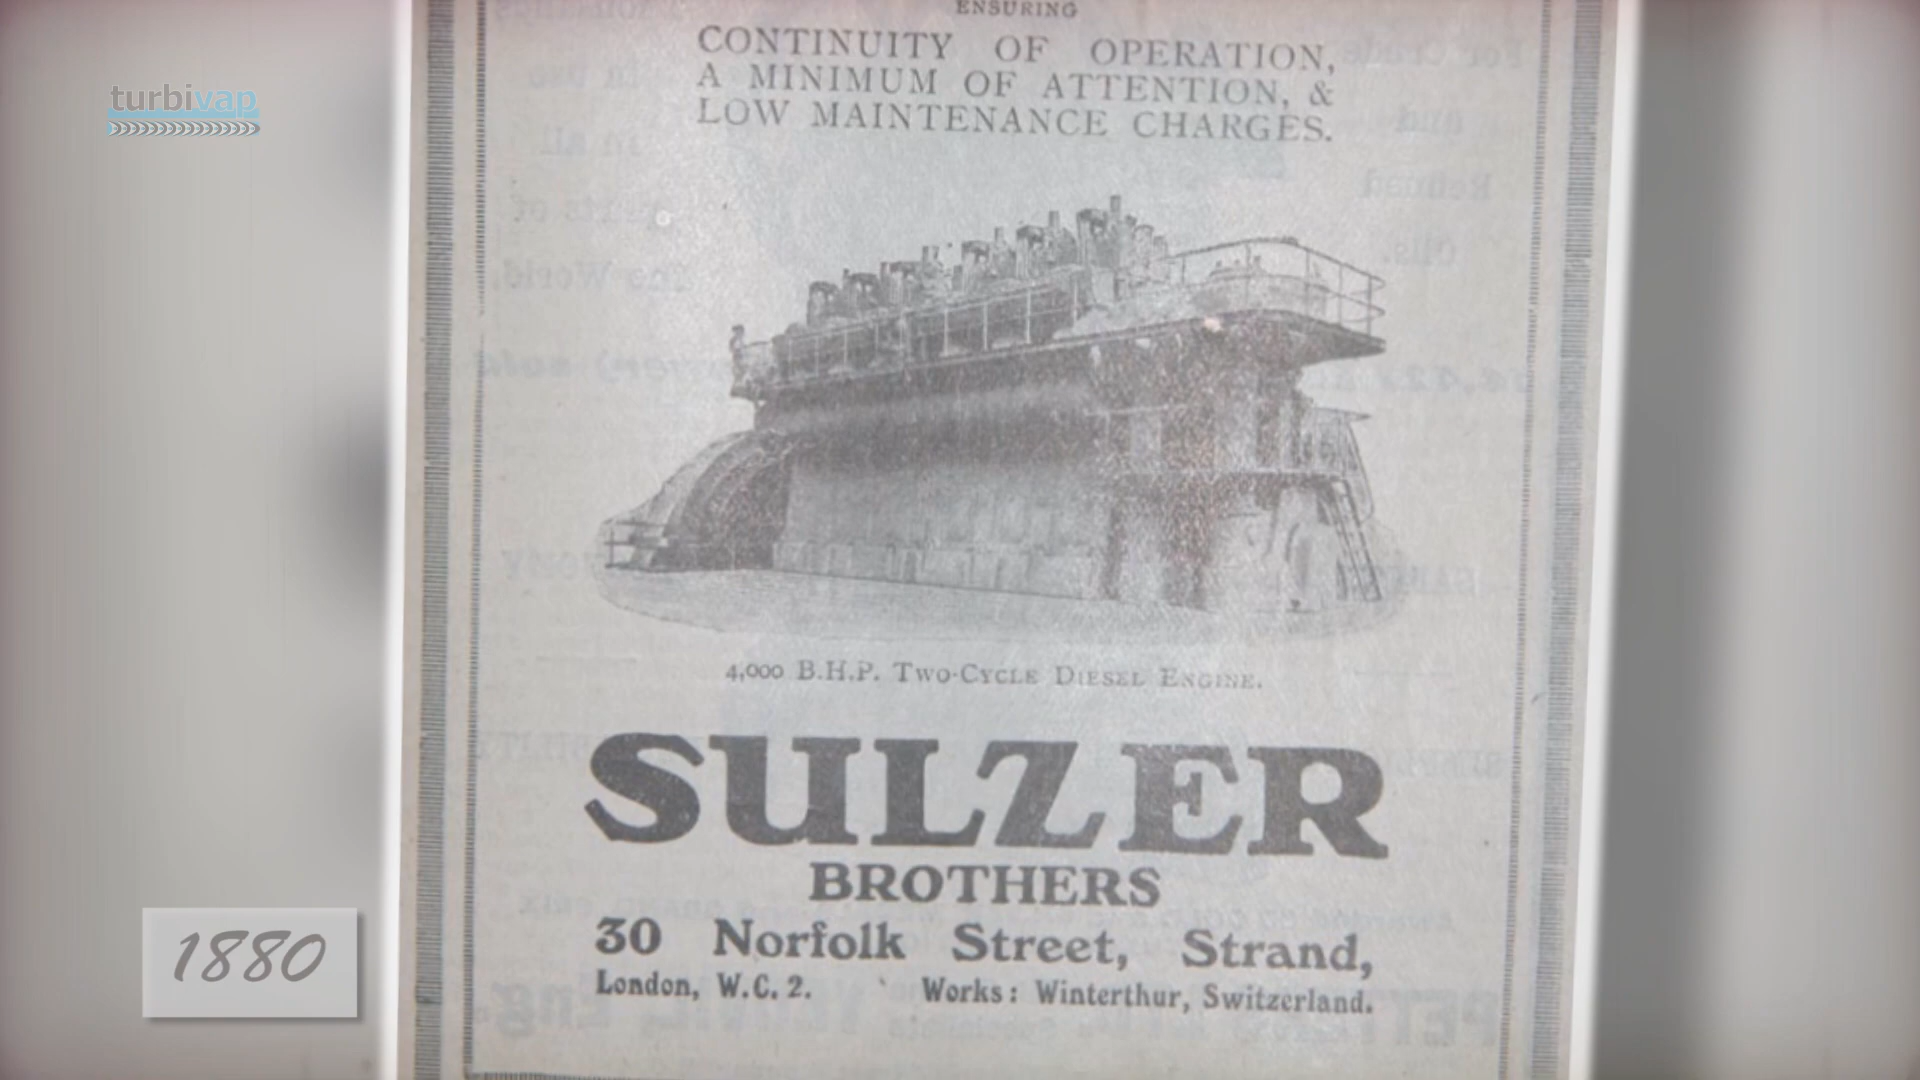 ENSURING
CONTINUITY OF OPERATION,
A MINIMUM OF ATTENTION, &
LOW MAINTENANCE CHARGES.
turbivap
4,000 B.H.P. TWO-CYCLE DIESEL ENGINE.
SULZER
BROTHERS
30 Norfolk Street, Strand,
London, W.C. 2. Works: Winterthur, Switzerland.
1880